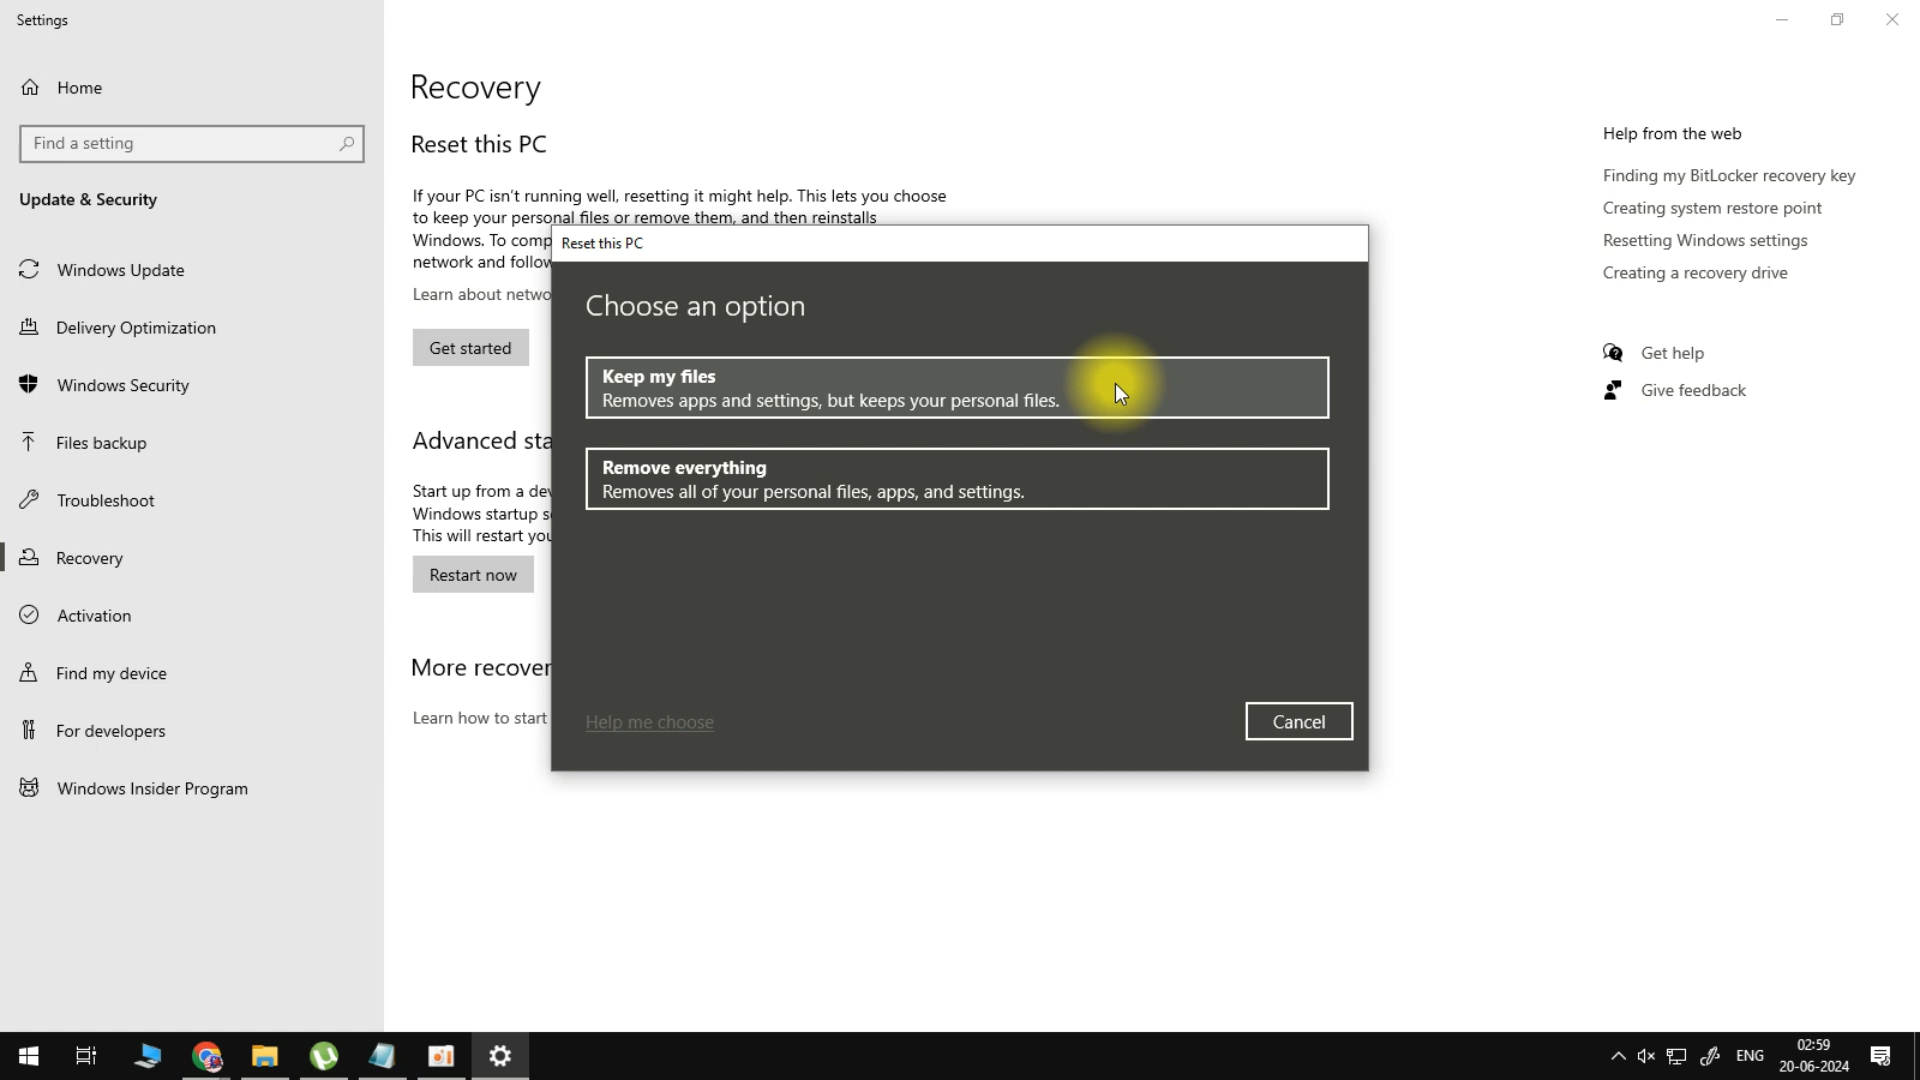 Settings
Home
Find a setting
Update & Security
Windows Update
Delivery Optimization
Windows Security
Files backup
Troubleshoot
Recovery
Activation
Find my device
For developers
Windows Insider Program
Recovery
Reset this PC
If your PC isn't running well, resetting it might help. This lets you choose
to keep your personal files or remove them, and then reinstalls
Windows. To comp
network and follow
Learn about netwo
Get started
Advanced sta
Start up from a dev
Windows startup se
This will restart you
Restart now
More recover
Learn how to start
Reset this PC
Choose an option
Keep my files
Removes apps and settings, but keeps your personal files.
Remove everything
Removes all of your personal files, apps, and settings.
Help me choose
Cancel
Help from the web
Finding my BitLocker recovery key
Creating system restore point
Resetting Windows settings
Creating a recovery drive
Get help
Give feedback
ENG
02:59
20-06-2024